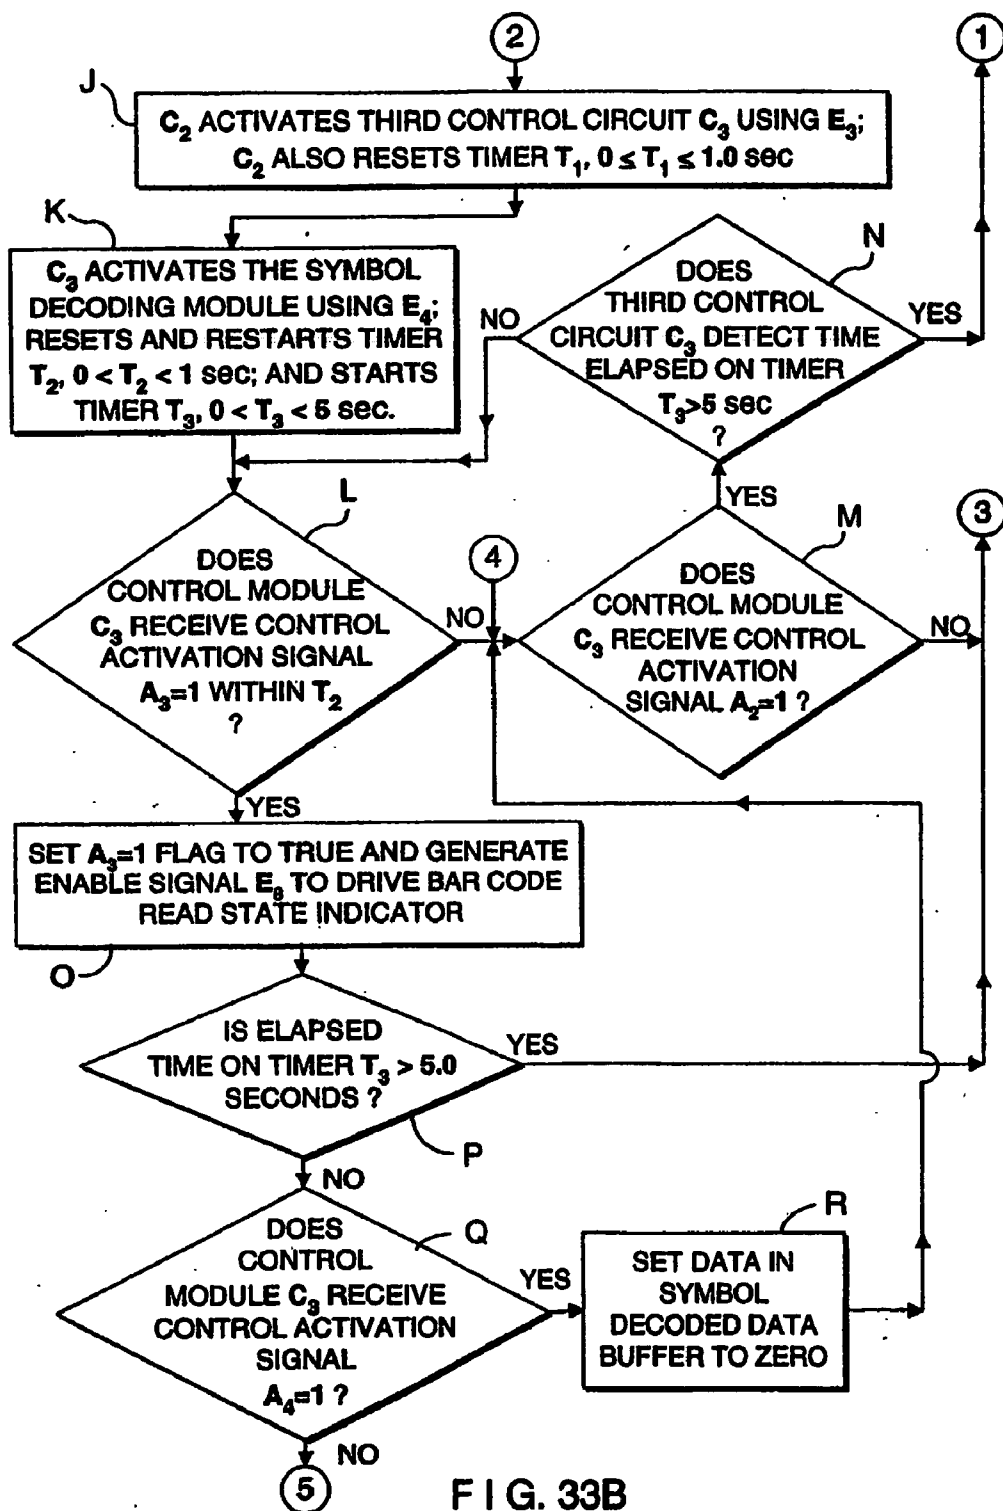 2
1
J
C₂ ACTIVATES THIRD CONTROL CIRCUIT C₃ USING E₃;
C₂ ALSO RESETS TIMER T₁, 0 ≤ T₁ ≤ 1.0 sec
K
C₃ ACTIVATES THE SYMBOL
DECODING MODULE USING E₄;
RESETS AND RESTARTS TIMER
T₂, 0 < T₂ < 1 sec; AND STARTS
TIMER T₃, 0 < T₃ < 5 sec.
N
DOES
THIRD CONTROL
CIRCUIT C₃ DETECT TIME
ELAPSED ON TIMER
T₃>5 sec
?
NO
YES
L
DOES
CONTROL MODULE
C₃ RECEIVE CONTROL
ACTIVATION SIGNAL
A₃=1 WITHIN T₂
?
NO
YES
4
YES
M
3
DOES
CONTROL MODULE
C₃ RECEIVE CONTROL
ACTIVATION
SIGNAL A₂=1 ?
NO
SET A₃=1 FLAG TO TRUE AND GENERATE
ENABLE SIGNAL E₈ TO DRIVE BAR CODE
READ STATE INDICATOR
O
IS ELAPSED
TIME ON TIMER T₃ > 5.0
SECONDS ?
YES
P
NO
Q
DOES
CONTROL
MODULE C₃ RECEIVE
CONTROL ACTIVATION
SIGNAL
A₄=1 ?
YES
R
SET DATA IN
SYMBOL
DECODED DATA
BUFFER TO ZERO
NO
5
F I G. 33B